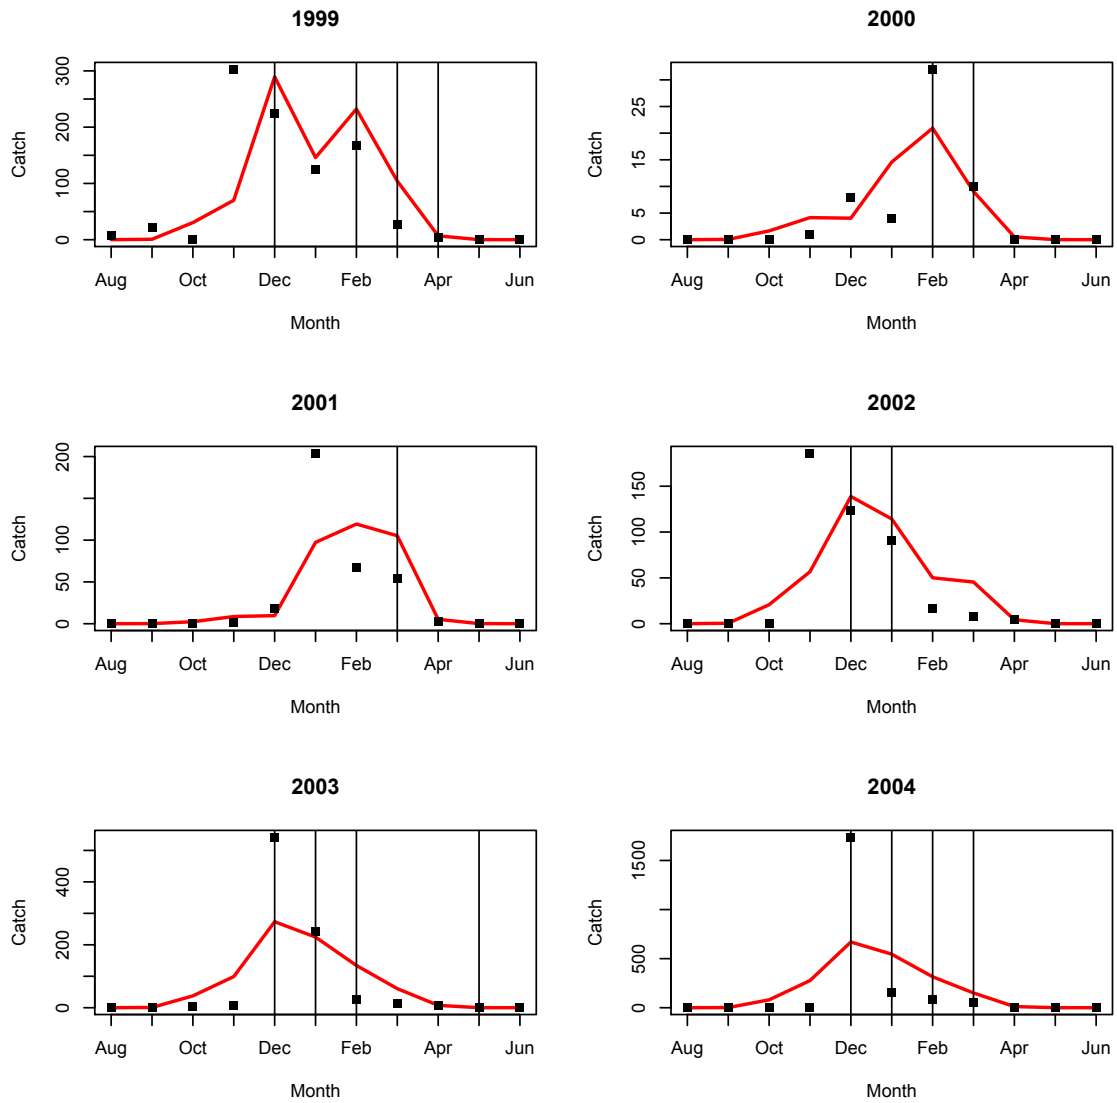 1999
Catch
0 100 200 300
Aug Oct Dec Feb Apr Jun
Month
2000
Catch
0 5 15 25
Aug Oct Dec Feb Apr Jun
Month
2001
Catch
0 50 100 200
Aug Oct Dec Feb Apr Jun
Month
2002
Catch
0 50 100 150
Aug Oct Dec Feb Apr Jun
Month
2003
Catch
0 200 400
Aug Oct Dec Feb Apr Jun
Month
2004
Catch
0 500 1500
Aug Oct Dec Feb Apr Jun
Month